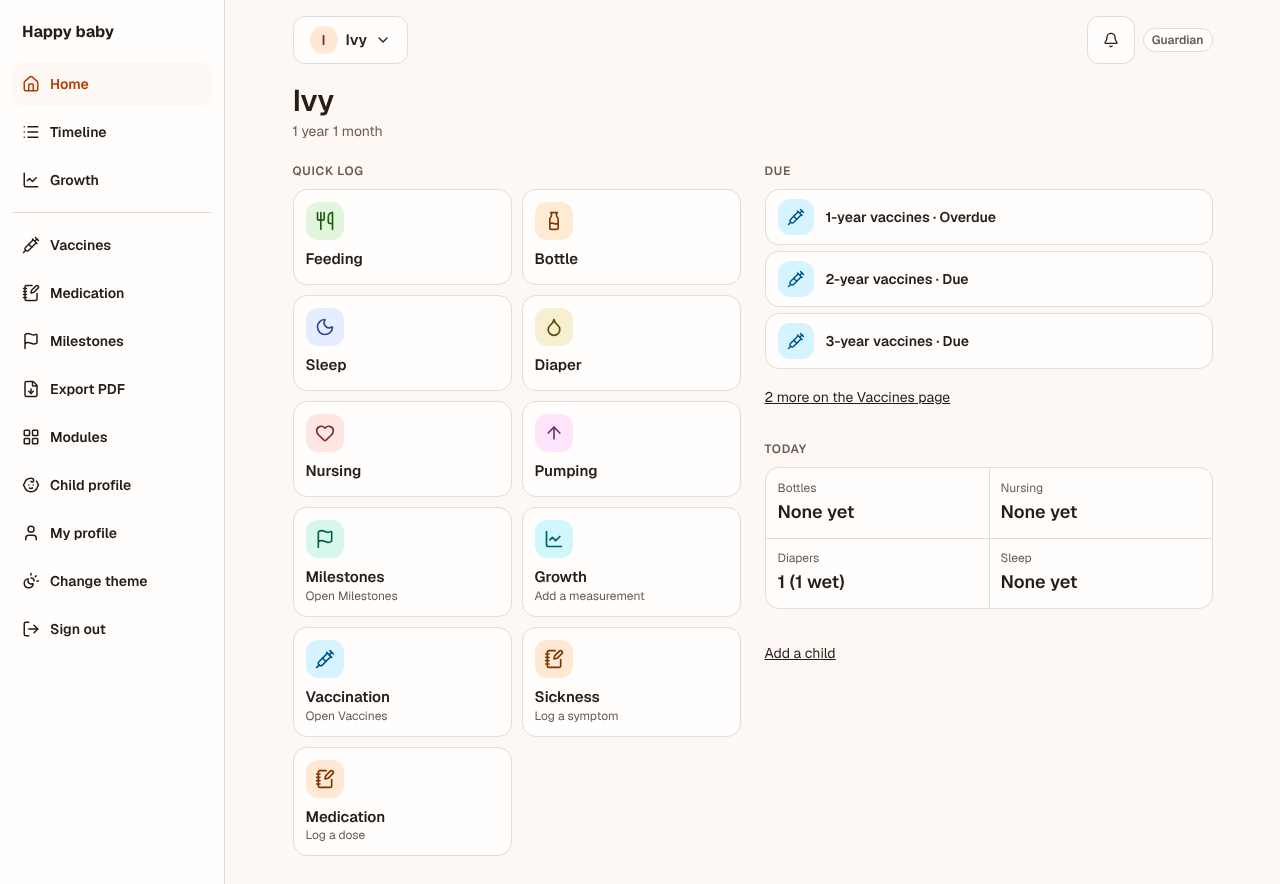 Happy baby
Home
Timeline
Growth
Vaccines
Medication
Milestones
Export PDF
Modules
Child profile
My profile
Change theme
Sign out
I Ivy
Guardian
Ivy
1 year 1 month
QUICK LOG
Feeding
Bottle
Sleep
Diaper
Nursing
Pumping
Milestones
Open Milestones
Growth
Add a measurement
Vaccination
Open Vaccines
Sickness
Log a symptom
Medication
Log a dose
DUE
1-year vaccines · Overdue
2-year vaccines · Due
3-year vaccines · Due
2 more on the Vaccines page
TODAY
Bottles
None yet
Nursing
None yet
Diapers
1 (1 wet)
Sleep
None yet
Add a child